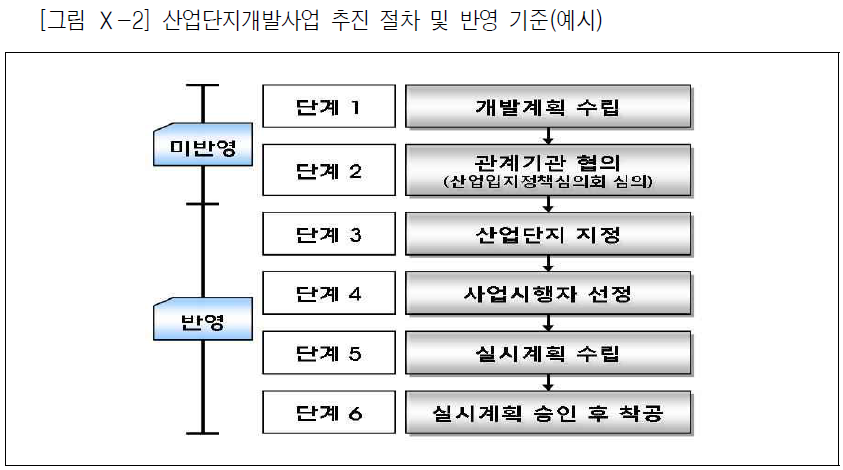 [그림 Ⅹ-2] 산업단지개발사업 추진 절차 및 반영 기준(예시)
미반영
반영
단계 1 개발계획 수립
단계 2 관계기관 협의
(산업입지정책심의회 심의)
단계 3 산업단지 지정
단계 4 사업시행자 선정
단계 5 실시계획 수립
단계 6 실시계획 승인 후 착공